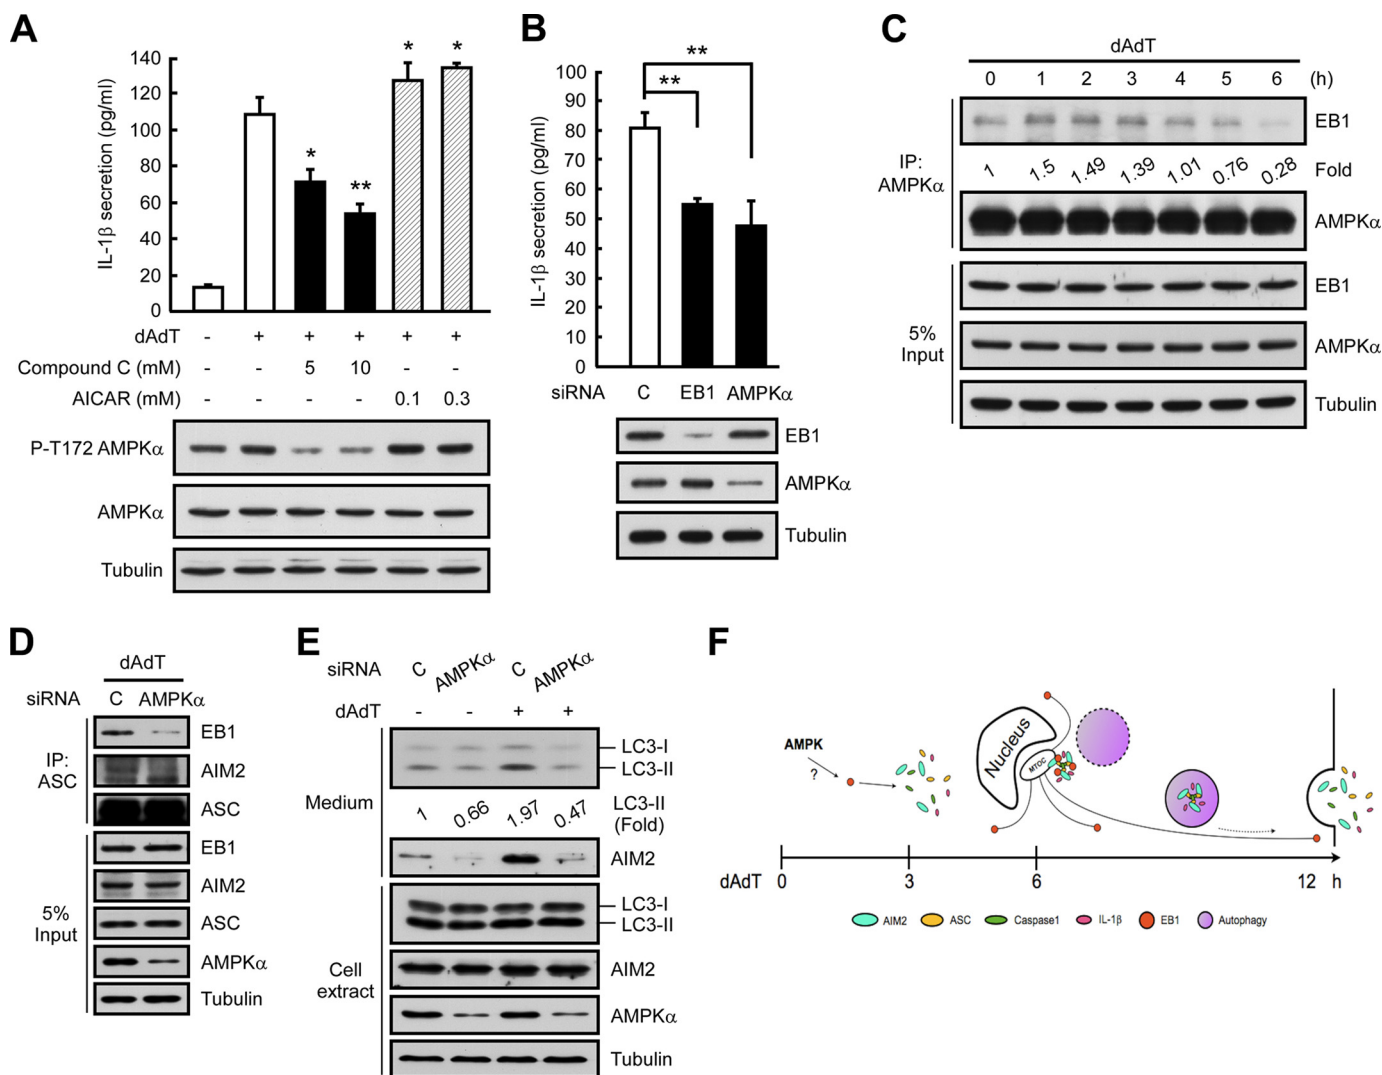 A
IL-1β secretion (pg/ml)
140
120
100
80
60
40
20
0
*
**
*
*
dAdT - + + + + +
Compound C (mM) - - 5 10 - -
AICAR (mM) - - - - 0.1 0.3
P-T172 AMPKα
AMPKα
Tubulin
B
IL-1β secretion (pg/ml)
100
90
80
70
60
50
40
30
20
10
0
**
**
siRNA C EB1 AMPKα
EB1
AMPKα
Tubulin
C
dAdT
0 1 2 3 4 5 6 (h)
IP:
AMPKα
EB1
1 1.5 1.49 1.39 1.01 0.76 0.28 Fold
AMPKα
5%
Input
EB1
AMPKα
Tubulin
D
dAdT
siRNA C AMPKα
IP:
ASC
EB1
AIM2
ASC
5%
Input
EB1
AIM2
ASC
AMPKα
Tubulin
E
siRNA C AMPKα C AMPKα
dAdT - - + +
Medium
LC3-I
LC3-II
1 0.66 1.97 0.47 LC3-II
(Fold)
AIM2
Cell
extract
LC3-I
LC3-II
AIM2
AMPKα
Tubulin
F
AMPK
?
Nucleus
MTOC
dAdT 0 3 6 12 h
AIM2 ASC Caspase1 IL-1β EB1 Autophagy